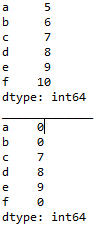 a 5
b 6
c 7
d 8
e 9
f 10
dtype: int64
a 0
b 0
c 7
d 8
e 9
f 0
dtype: int64